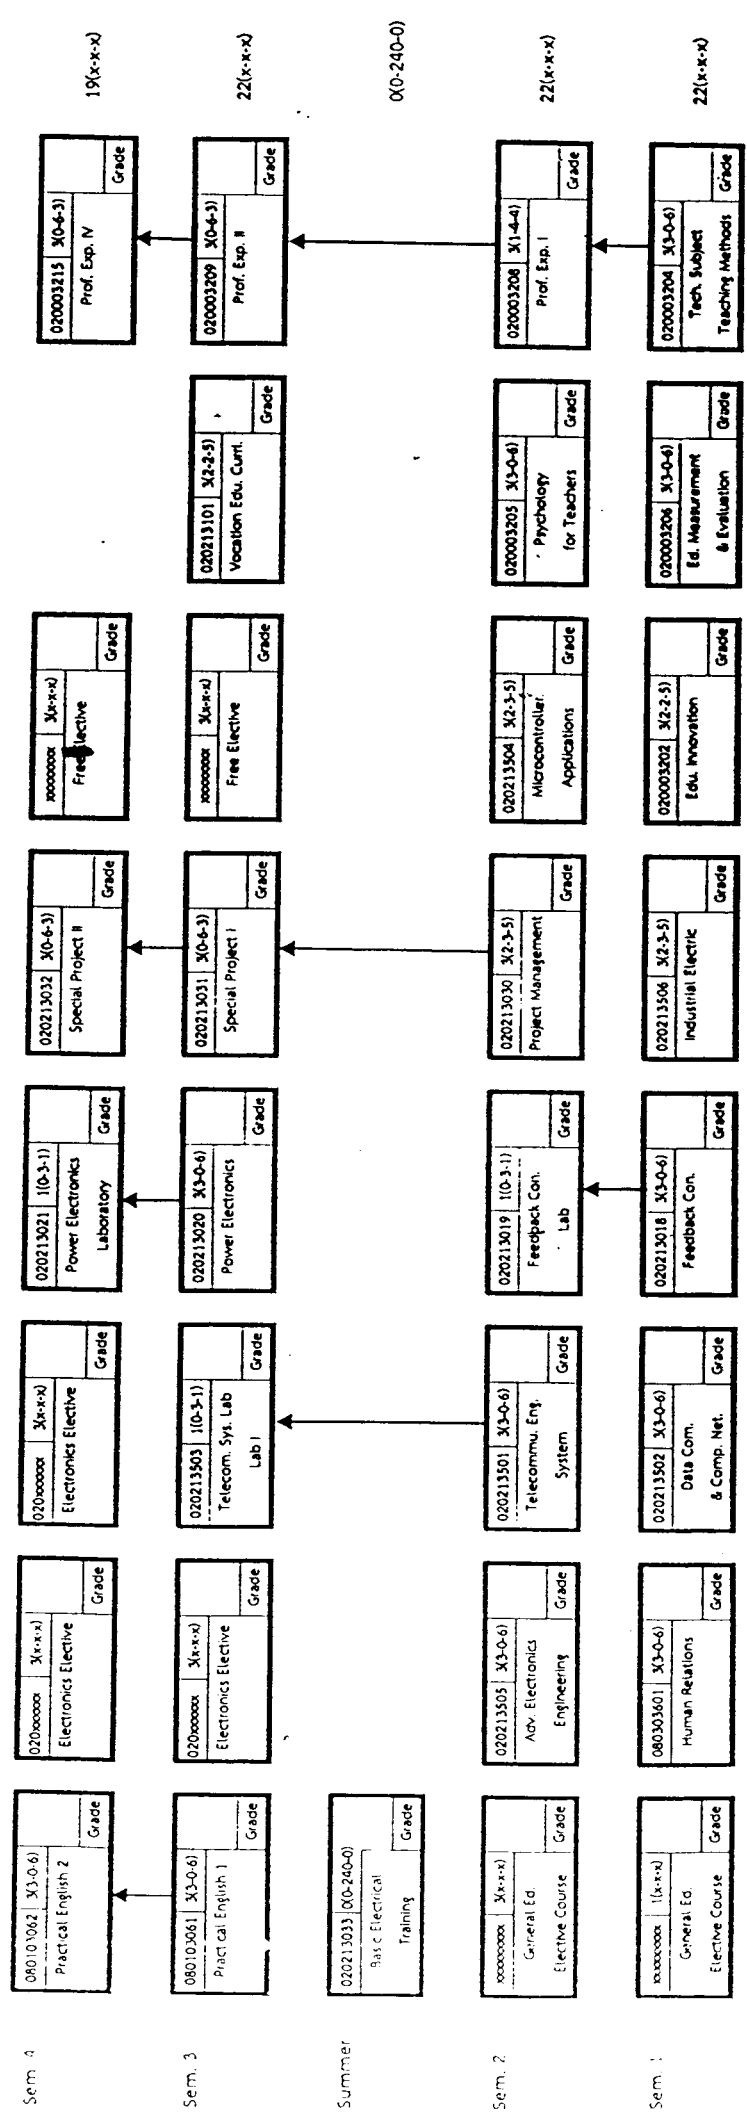 Sem 4
080103062 3(3-0-6)
Practical English 2
Grade
020xxxxxx 3(x-x-x)
Electronics Elective
Grade
020xxxxxx 3(x-x-x)
Electronics Elective
Grade
020213021 1(0-3-1)
Power Electronics
Laboratory
Grade
020213032 3(0-6-3)
Special Project II
Grade
xxxxxxxxx 3(x-x-x)
Free Elective
Grade
020003215 3(0-6-3)
Prof. Exp. IV
Grade
19(x-x-x)
Sem. 3
080103061 3(3-0-6)
Practical English 1
Grade
020xxxxxx 3(x-x-x)
Electronics Elective
Grade
020213503 1(0-3-1)
Telecom. Sys. Lab
Lab I
Grade
020213020 3(3-0-6)
Power Electronics
Grade
020213031 3(0-6-3)
Special Project I
Grade
xxxxxxxxx 3(x-x-x)
Free Elective
Grade
020213101 3(2-2-5)
Vocation Edu. Curri.
Grade
020003209 3(0-6-3)
Prof. Exp. II
Grade
22(x-x-x)
Summer
020213033 0(0-240-0)
Basic Electrical
Training
Grade
0(0-240-0)
Sem. 2
xxxxxxxxx 3(x-x-x)
General Ed.
Elective Course
Grade
020213505 3(3-0-6)
Adv. Electronics
Engineering
Grade
020213501 3(3-0-6)
Telecommu. Eng.
System
Grade
020213019 1(0-3-1)
Feedback Con.
Lab
Grade
020213030 3(2-3-5)
Project Management
Grade
020213504 3(2-3-5)
Microcontroller.
Applications
Grade
020003205 3(3-0-6)
Psychology
for Teachers
Grade
020003208 3(1-4-4)
Prof. Exp. I
Grade
22(x-x-x)
Sem. 1
xxxxxxxxx 1(x-x-x)
General Ed.
Elective Course
Grade
080303601 3(3-0-6)
Human Relations
Grade
020213502 3(3-0-6)
Data Com.
& Comp. Net.
Grade
020213018 3(3-0-6)
Feedback Con.
Grade
020213506 3(2-3-5)
Industrial Electric
Grade
020003202 3(2-2-5)
Edu. Innovation
Grade
020003206 3(3-0-6)
Ed. Measurement
& Evaluation
Grade
020003204 3(3-0-6)
Tech. Subject
Teaching Methods
Grade
22(x-x-x)